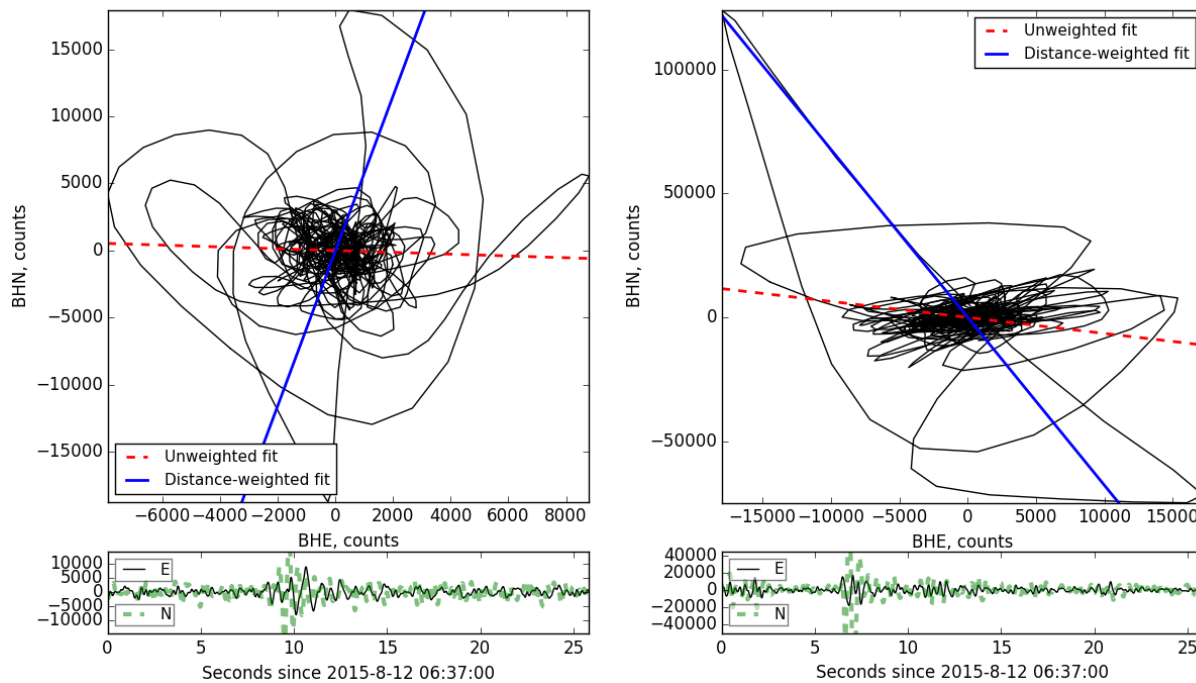 −6000 −4000 −2000 0 2000 4000 6000 8000
15000
10000
5000
0
−5000
−10000
−15000
BHN, counts
Unweighted fit
Distance-weighted fit
BHE, counts
10000
5000
0
−5000
−10000
E
N
0 5 10 15 20 25
Seconds since 2015-8-12 06:37:00
100000
50000
0
−50000
BHN, counts
Unweighted fit
Distance-weighted fit
−15000 −10000 −5000 0 5000 10000 15000
BHE, counts
40000
20000
0
−20000
−40000
E
N
0 5 10 15 20 25
Seconds since 2015-8-12 06:37:00